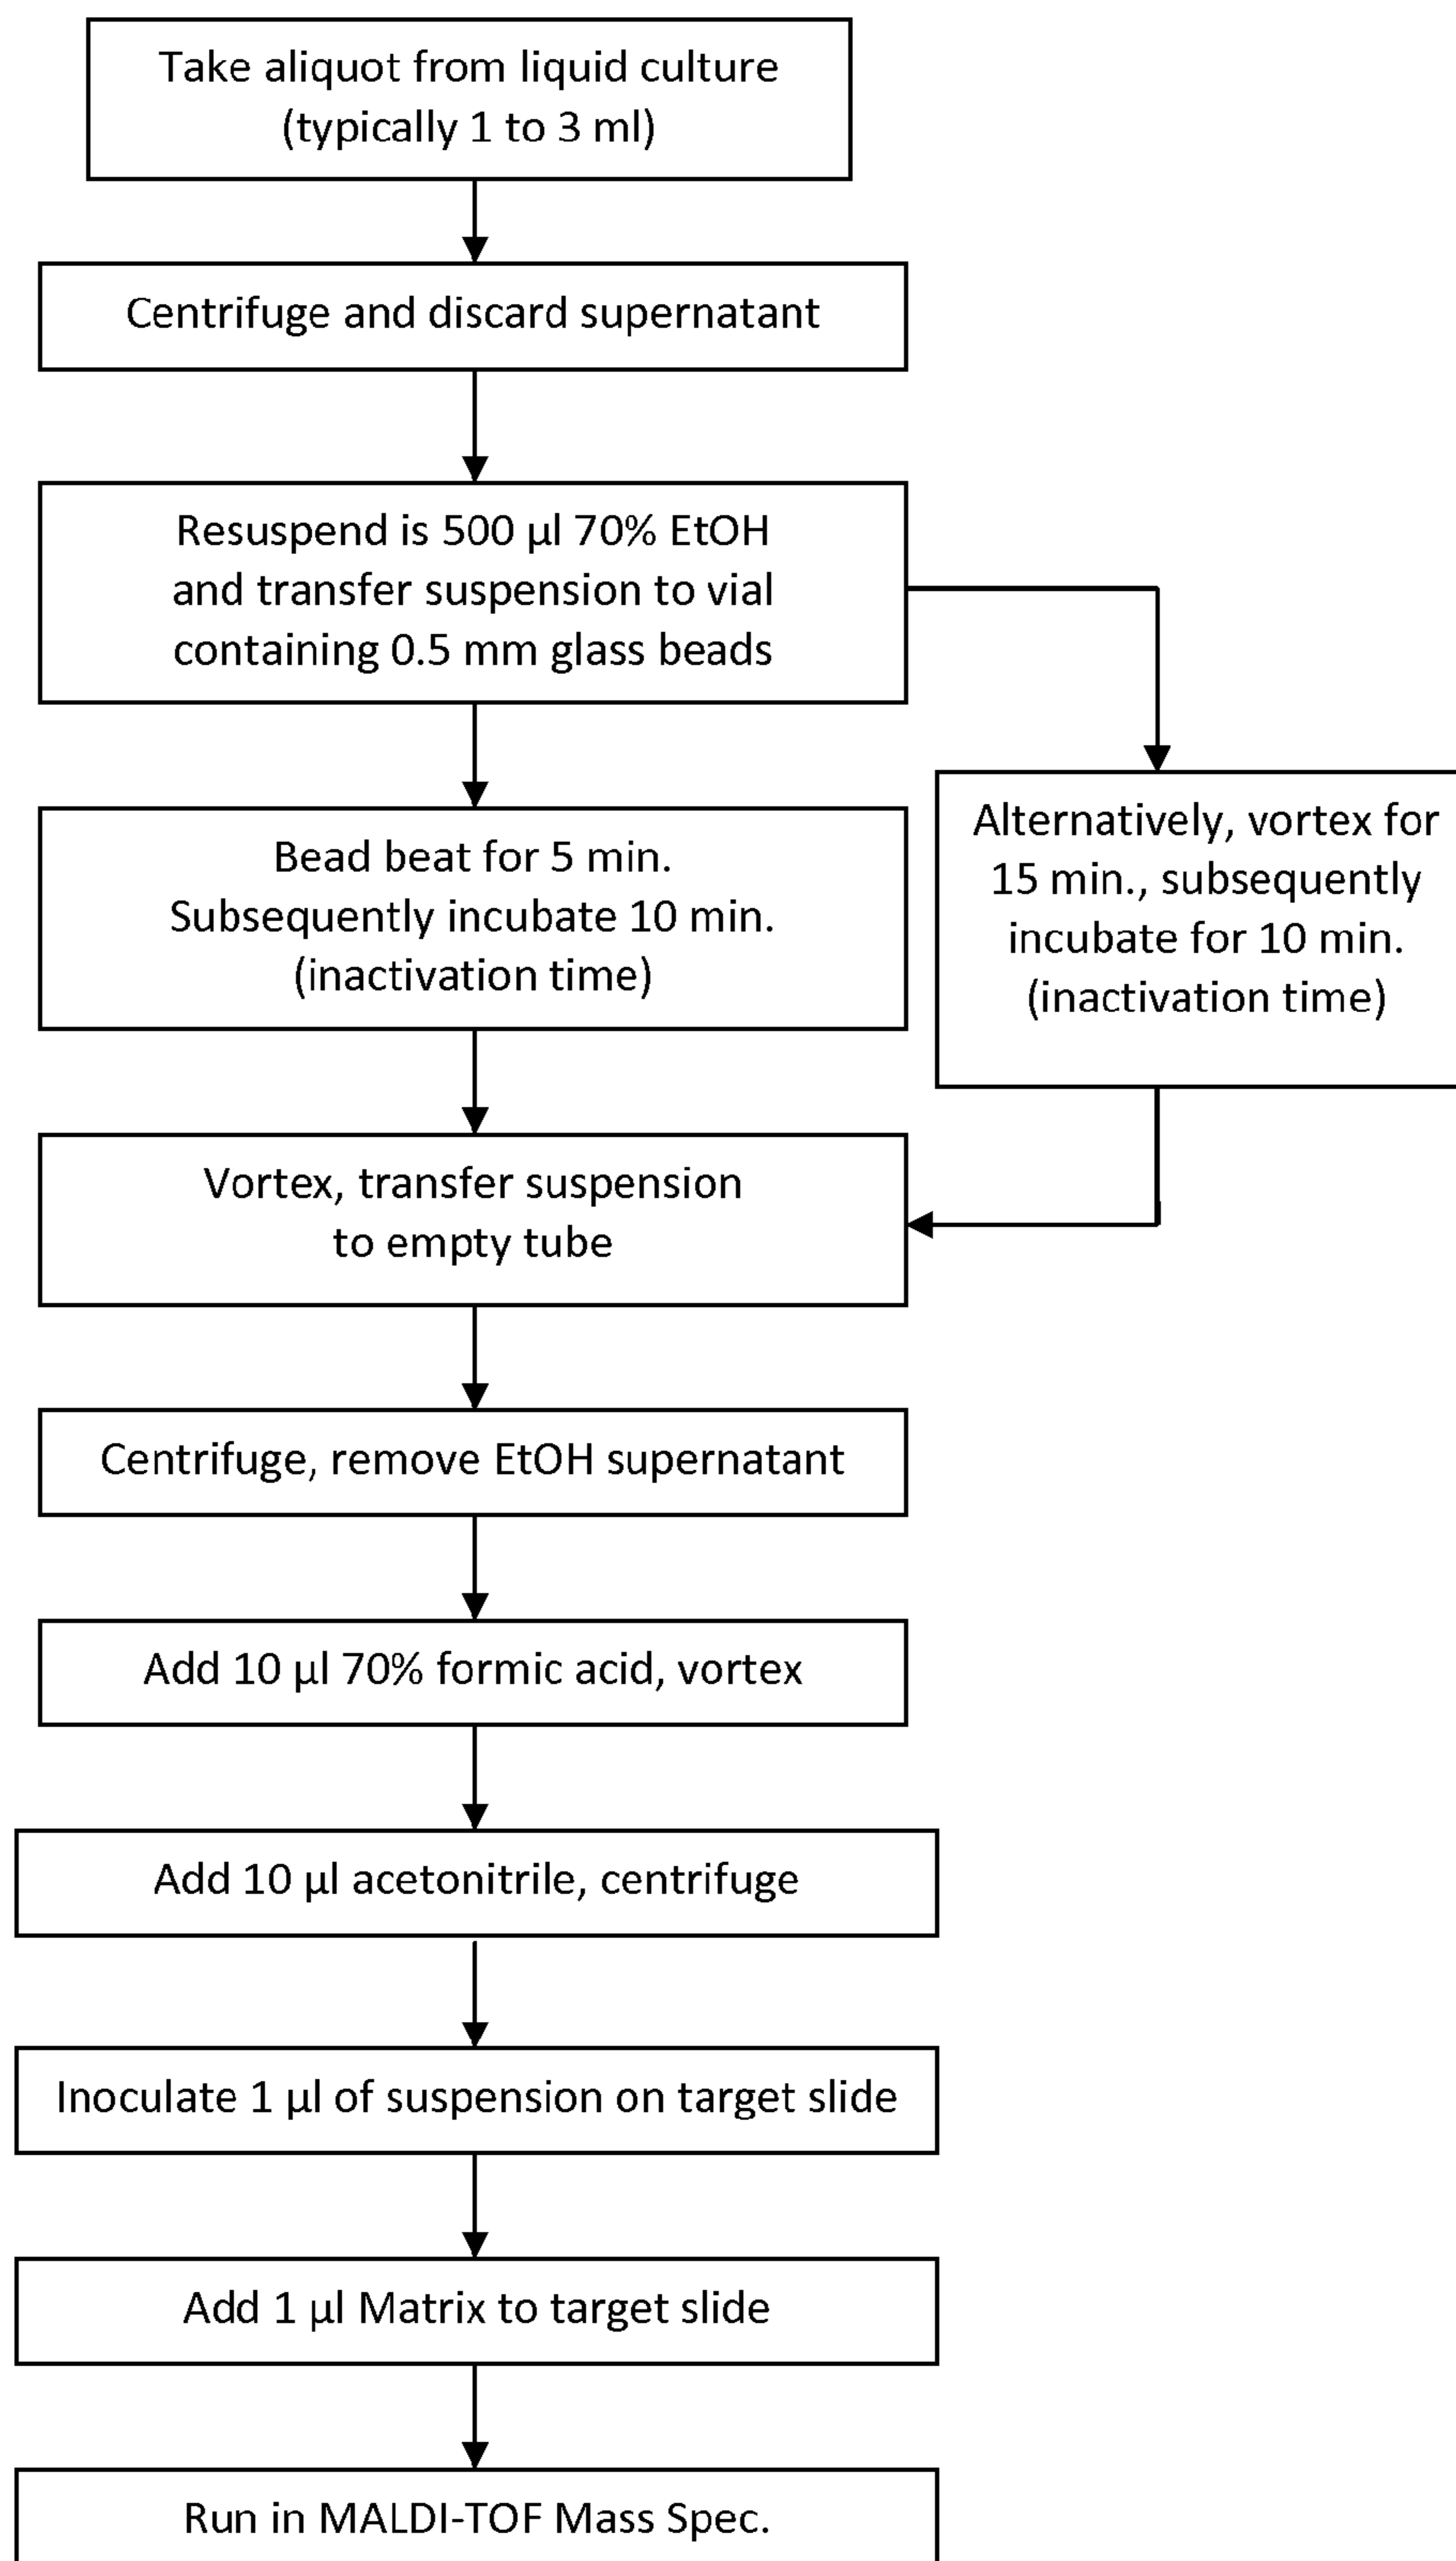 Take aliquot from liquid culture
(typically 1 to 3 ml)
Centrifuge and discard supernatant
Resuspend is 500 µl 70% EtOH
and transfer suspension to vial
containing 0.5 mm glass beads
Bead beat for 5 min.
Subsequently incubate 10 min.
(inactivation time)
Alternatively, vortex for
15 min., subsequently
incubate for 10 min.
(inactivation time)
Vortex, transfer suspension
to empty tube
Centrifuge, remove EtOH supernatant
Add 10 µl 70% formic acid, vortex
Add 10 µl acetonitrile, centrifuge
Inoculate 1 µl of suspension on target slide
Add 1 µl Matrix to target slide
Run in MALDI-TOF Mass Spec.